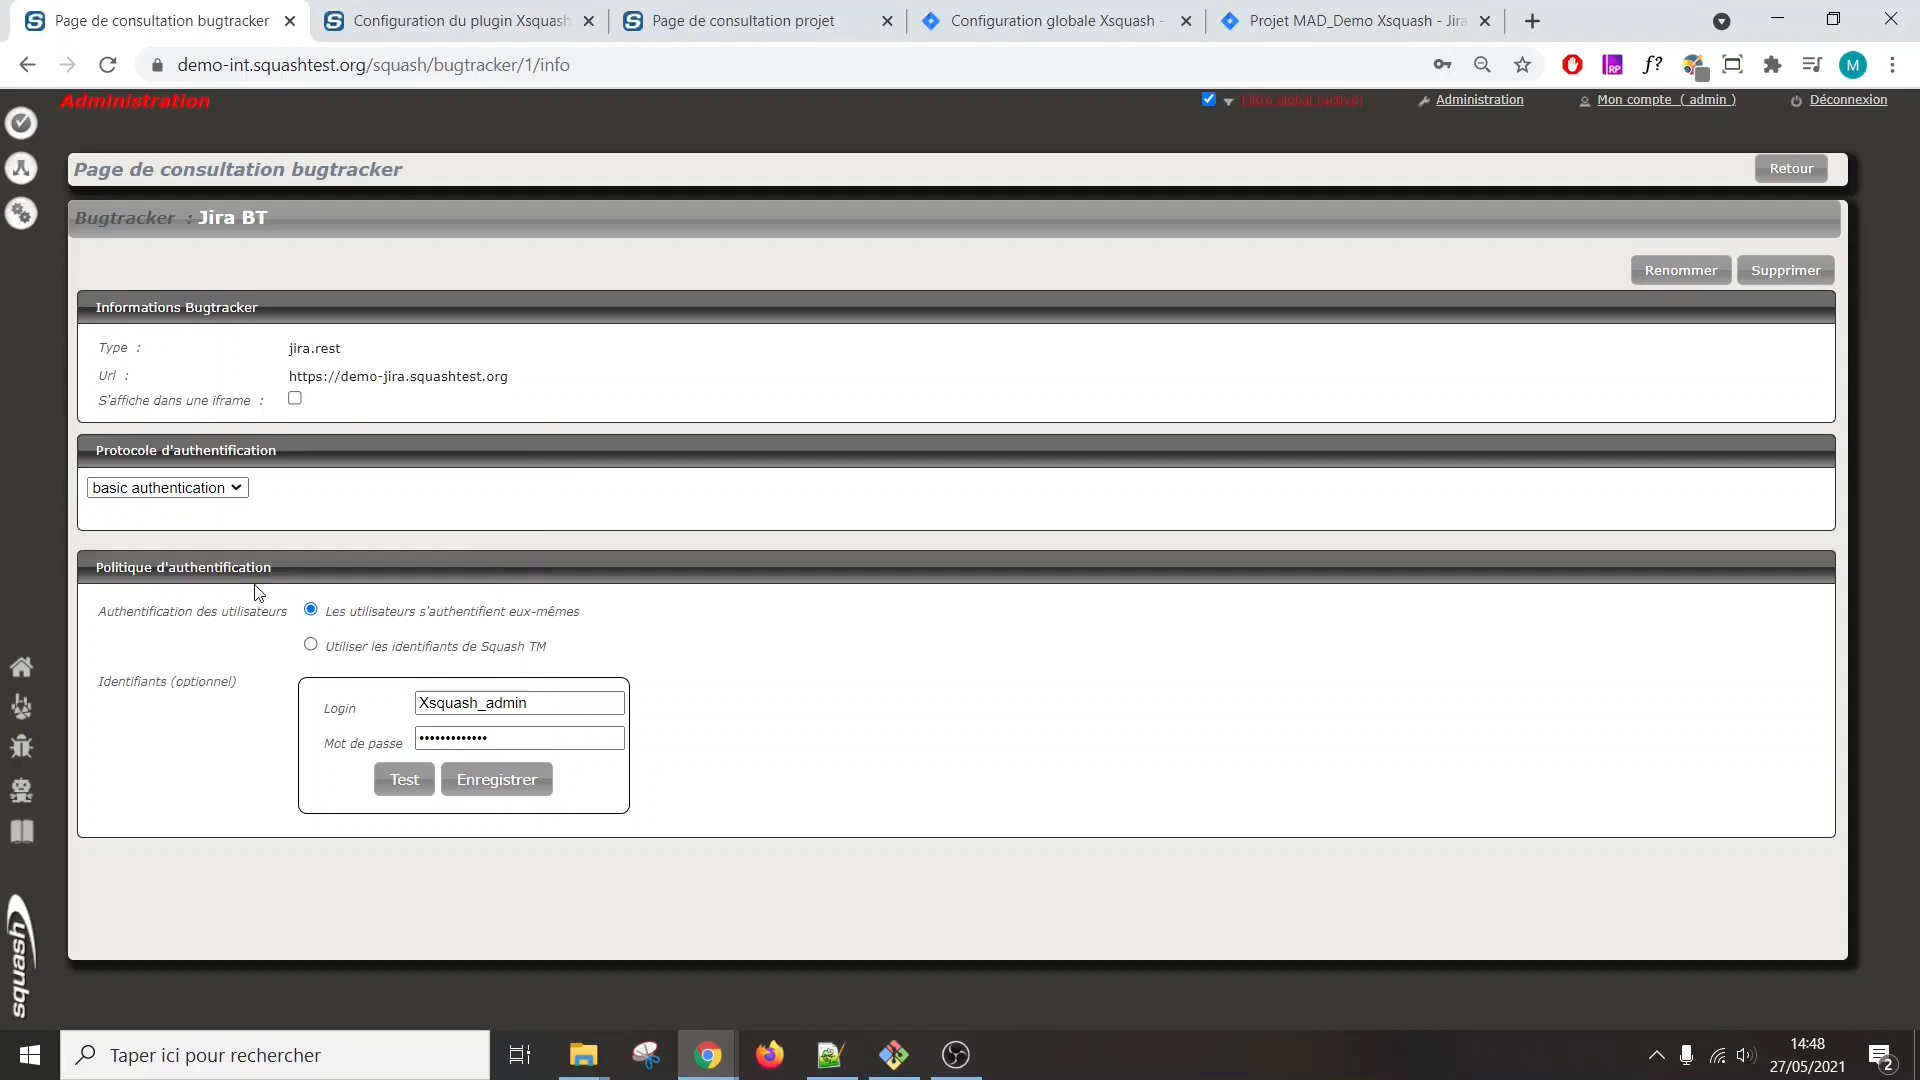 Page de consultation bugtracker
Configuration du plugin Xsquash
Page de consultation projet
Configuration globale Xsquash -
Projet MAD_Demo Xsquash - Jira
demo-int.squashtest.org/squash/bugtracker/1/info
RP
f?
M
Administration
Filtre global (activé)
Administration
Mon compte ( admin )
Déconnexion
Page de consultation bugtracker
Retour
Bugtracker : Jira BT
Renommer
Supprimer
Informations Bugtracker
Type :
jira.rest
Url :
https://demo-jira.squashtest.org
S'affiche dans une iframe :
Protocole d'authentification
basic authentication
Politique d'authentification
Authentification des utilisateurs
Les utilisateurs s'authentifient eux-mêmes
Utiliser les identifiants de Squash TM
Identifiants (optionnel)
Login
Xsquash_admin
Mot de passe
•••••••••••••
Test
Enregistrer
squash
Taper ici pour rechercher
14:48
27/05/2021
2